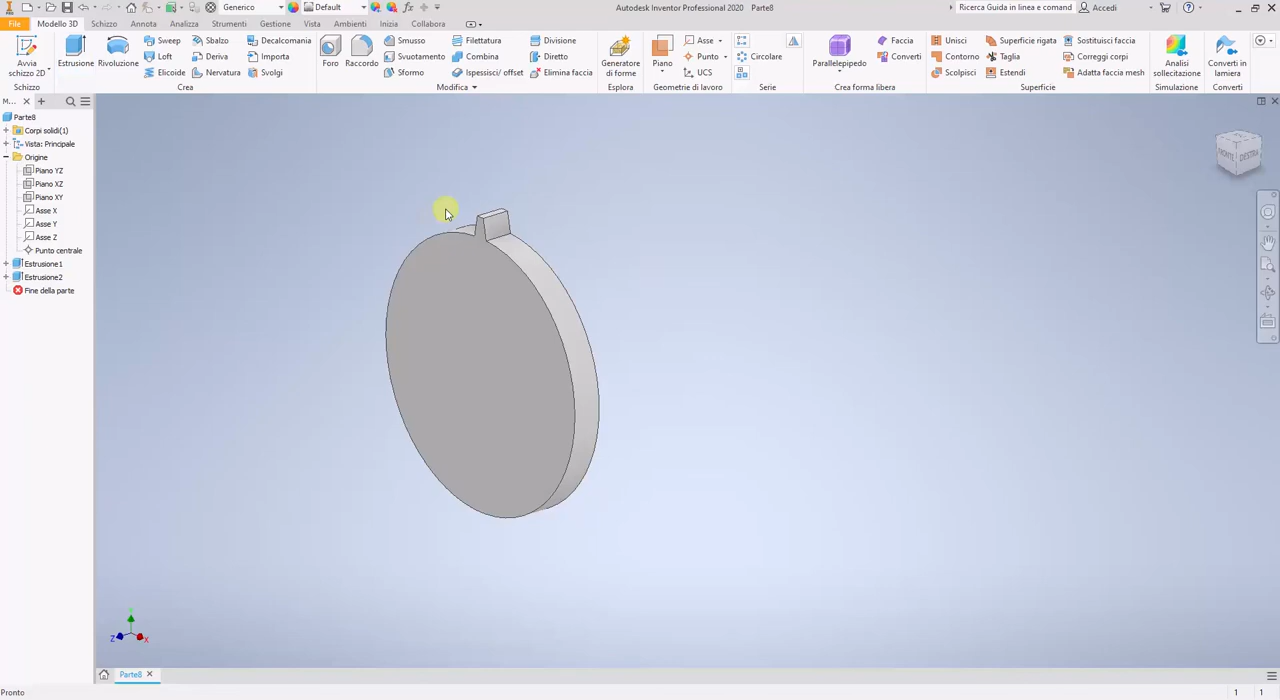 Generico
Default
Autodesk Inventor Professional 2020 Parte8
Ricerca Guida in linea e comand
Accedi
File Modello 3D Schizzo Annota Analizza Strumenti Gestione Vista Ambienti Inizia Collabora
Avvia
schizzo 2D
Schizzo
Estrusione
Rivoluzione
Sweep
Loft
Elicoide
Sbalzo
Deriva
Nervatura
Decalcomania
Importa
Svolgi
Crea
Foro
Raccordo
Smusso
Svuotamento
Sformo
Filettatura
Combina
Ispessisci/ offset
Divisione
Diretto
Elimina faccia
Modifica
Generatore
di forme
Esplora
Piano
Asse
Punto
UCS
Geometrie di lavoro
Circolare
Serie
Parallelepipedo
Faccia
Converti
Crea forma libera
Unisci
Contorno
Scolpisci
Superficie rigata
Taglia
Estendi
Sostituisci faccia
Correggi corpi
Adatta faccia mesh
Superficie
Analisi
sollecitazione
Simulazione
Converti in
lamiera
Converti
M...
Parte8
Corpi solidi(1)
Vista: Principale
Origine
Piano YZ
Piano XZ
Piano XY
Asse X
Asse Y
Asse Z
Punto centrale
Estrusione1
Estrusione2
Fine della parte
FRONTE
DESTRA
Z
X
Parte8
Pronto
1 1